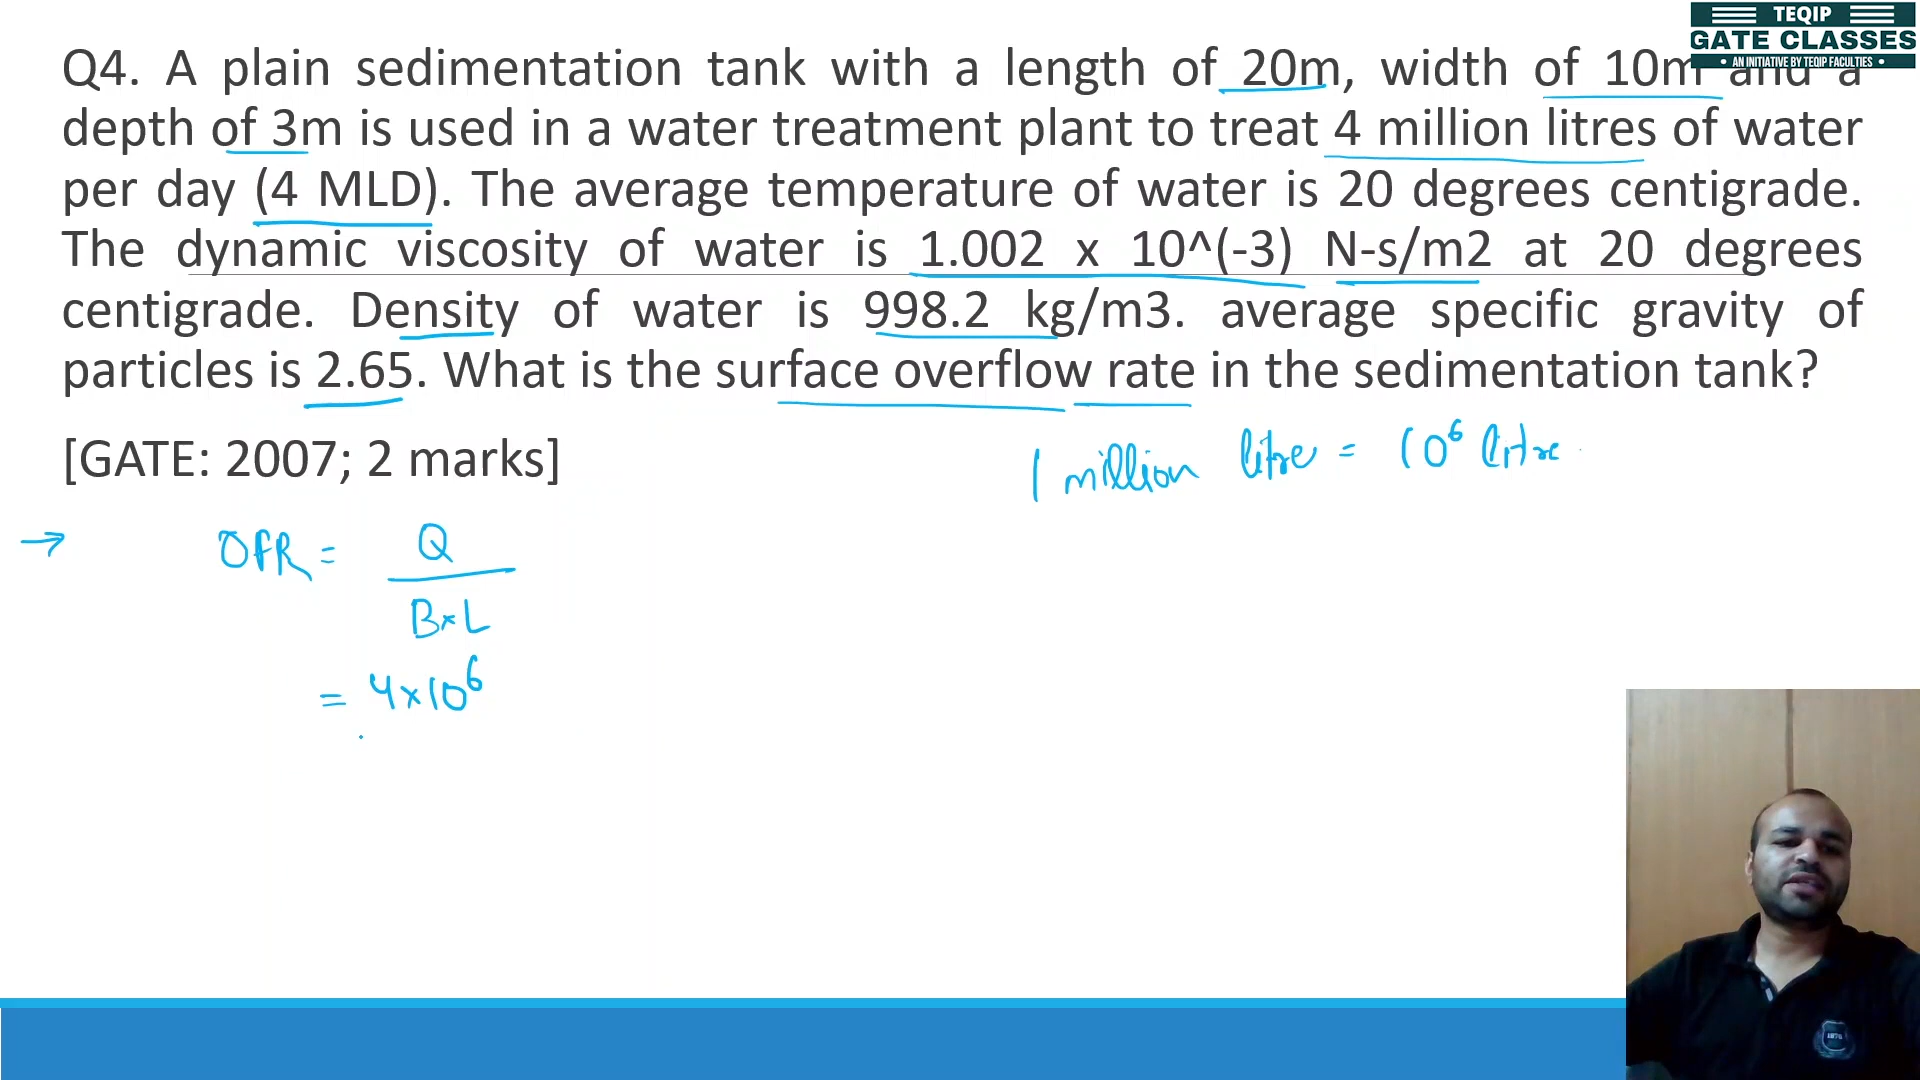 TEQIP
GATE CLASSES
• AN INITIATIVE BY TEQIP FACULTIES •
Q4. A plain sedimentation tank with a length of 20m, width of 10m and a
depth of 3m is used in a water treatment plant to treat 4 million litres of water
per day (4 MLD). The average temperature of water is 20 degrees centigrade.
The dynamic viscosity of water is 1.002 x 10^(-3) N-s/m2 at 20 degrees
centigrade. Density of water is 998.2 kg/m3. average specific gravity of
particles is 2.65. What is the surface overflow rate in the sedimentation tank?
[GATE: 2007; 2 marks]
1 million litre = 10⁶ litre
→ OFR = Q
B×L
= 4×10⁶